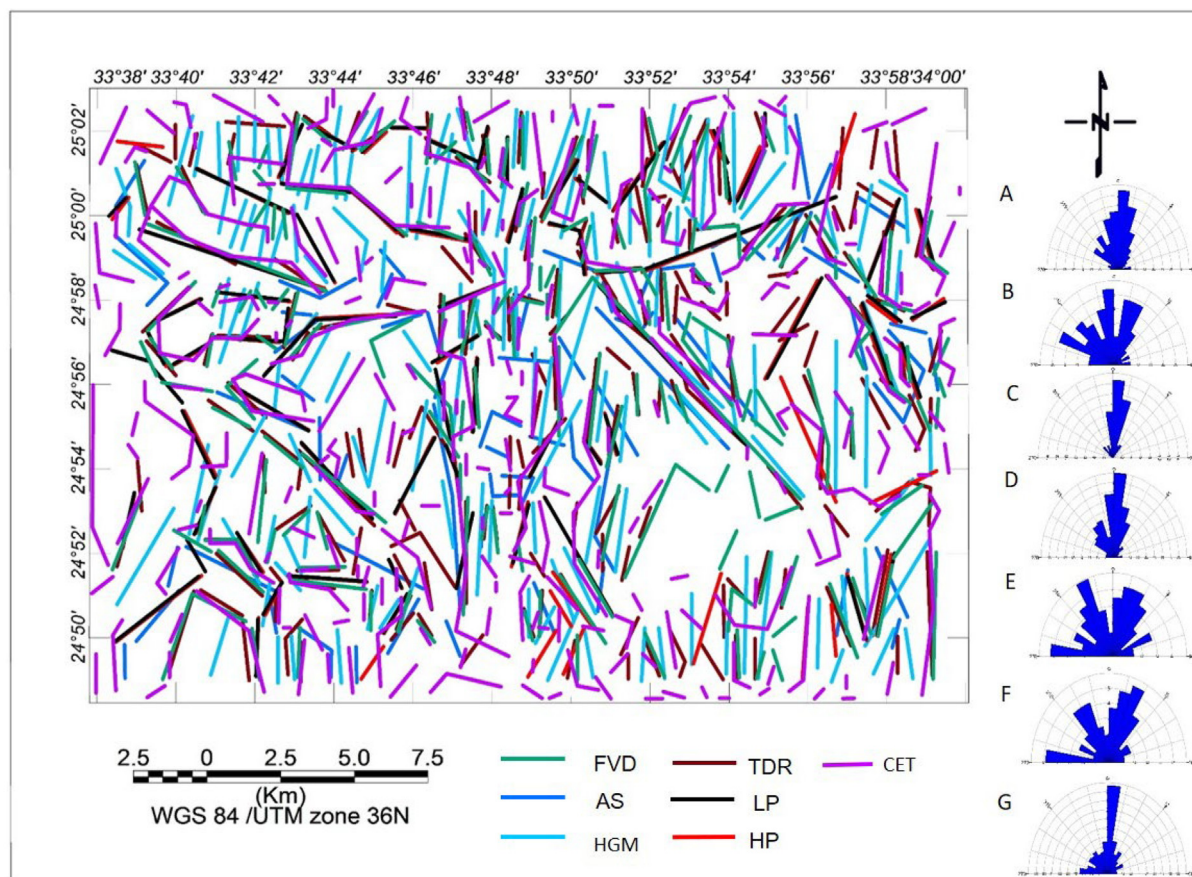 33°38' 33°40' 33°42' 33°44' 33°46' 33°48' 33°50' 33°52' 33°54' 33°56' 33°58' 34°00'
25°02'
25°00'
24°58'
24°56'
24°54'
24°52'
24°50'
N
A
B
C
D
E
F
G
2.5 0 2.5 5.0 7.5
(Km)
WGS 84 /UTM zone 36N
FVD TDR CET
AS LP
HGM HP